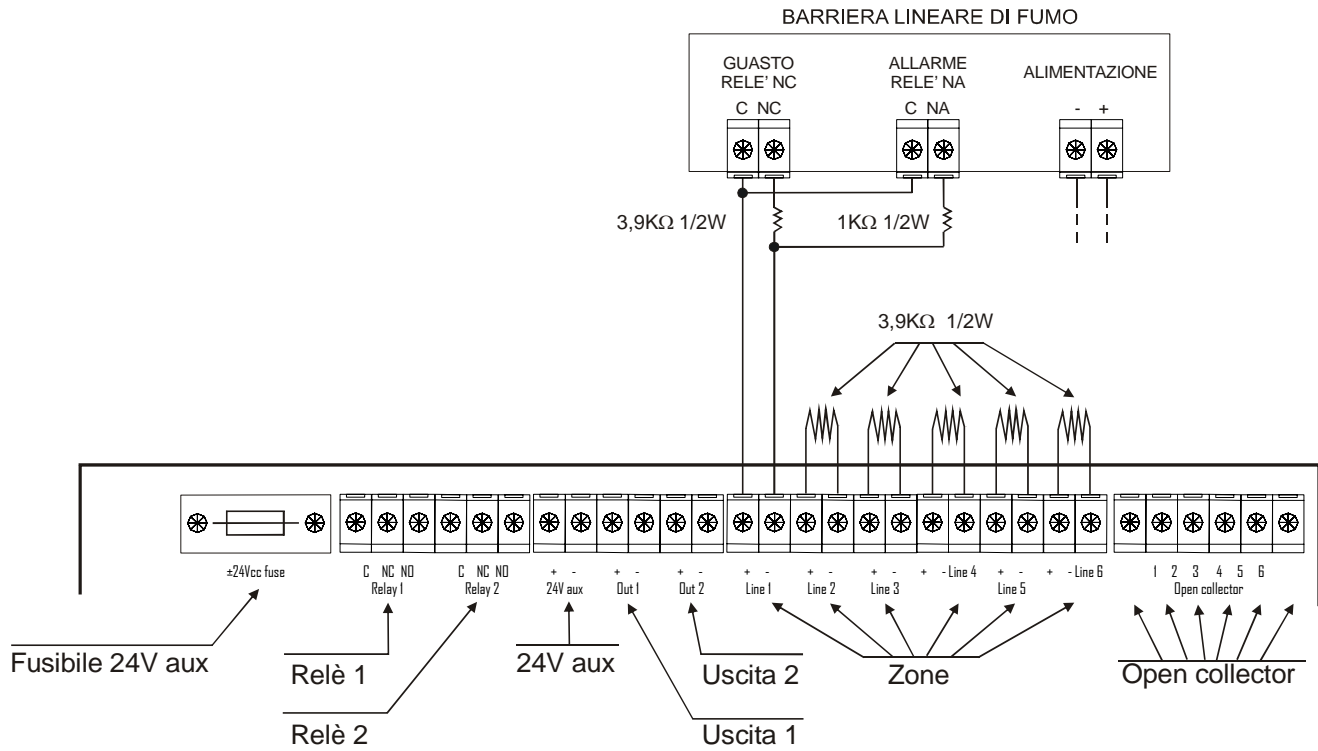 BARRIERA LINEARE DI FUMO
GUASTO
RELE' NC
ALLARME
RELE' NA
ALIMENTAZIONE
C NC
C NA
- +
3,9KΩ 1/2W
1KΩ 1/2W
3,9KΩ 1/2W
±24Vcc fuse
C NC NO
Relay 1
C NC NO
Relay 2
+ -
24V aux
+ -
Out 1
+ -
Out 2
+ -
Line 1
+ -
Line 2
+ -
Line 3
+ - Line 4
+ -
Line 5
+ - Line 6
1 2 3 4 5 6
Open collector
Fusibile 24V aux
Relè 1
Relè 2
24V aux
Uscita 2
Uscita 1
Zone
Open collector